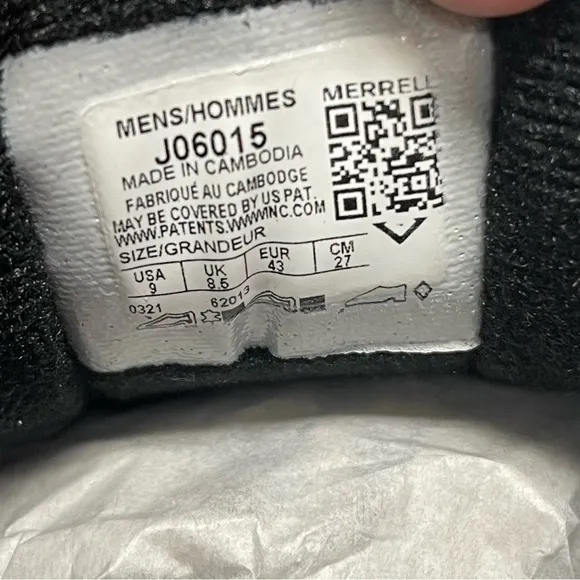 MENS/HOMMES
J06015
MADE IN CAMBODIA
FABRIQUÉ AU CAMBODGE
MAY BE COVERED BY US PAT.
WWW.PATENTS.WWWINC.COM
SIZE/GRANDEUR
USA UK EUR CM
9 8.5 43 27
0321 62013
MERRELL